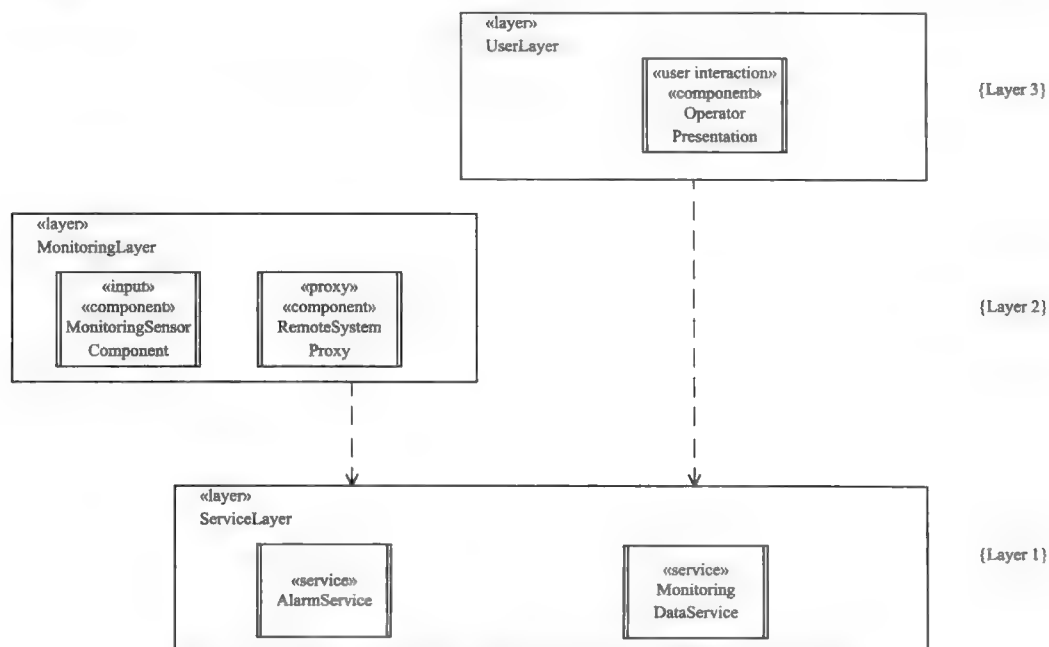 «layer»
UserLayer
«user interaction»
«component»
Operator
Presentation
{Layer 3}
«layer»
MonitoringLayer
«input»
«component»
MonitoringSensor
Component
«proxy»
«component»
RemoteSystem
Proxy
{Layer 2}
«layer»
ServiceLayer
«service»
AlarmService
«service»
Monitoring
DataService
{Layer 1}